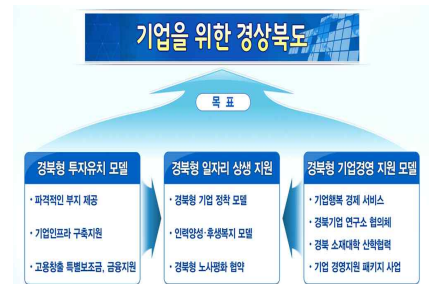 기업을 위한 경상북도
목 표
경북형 투자유치 모델
· 파격적인 부지 제공
· 기업인프라 구축지원
· 고용창출 특별보조금, 금융지원
경북형 일자리 상생 지원
· 경북형 기업 정착 모델
· 인력양성·후생복지 모델
· 경북형 노사평화 협약
경북형 기업경영 지원 모델
· 기업행복 경제 서비스
· 경북기업 연구소 협의체
· 경북 소재대학 산학협력
· 기업 경영지원 패키지 사업